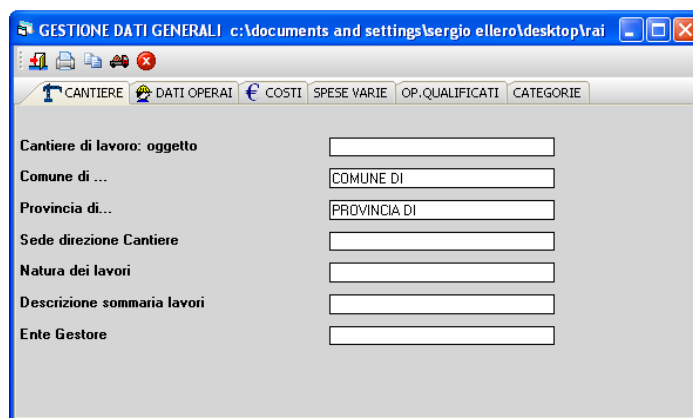 GESTIONE DATI GENERALI c:\documents and settings\sergio ellero\desktop\rai
CANTIERE DATI OPERAI € COSTI SPESE VARIE OP.QUALIFICATI CATEGORIE
Cantiere di lavoro: oggetto
Comune di ... COMUNE DI
Provincia di... PROVINCIA DI
Sede direzione Cantiere
Natura dei lavori
Descrizione sommaria lavori
Ente Gestore